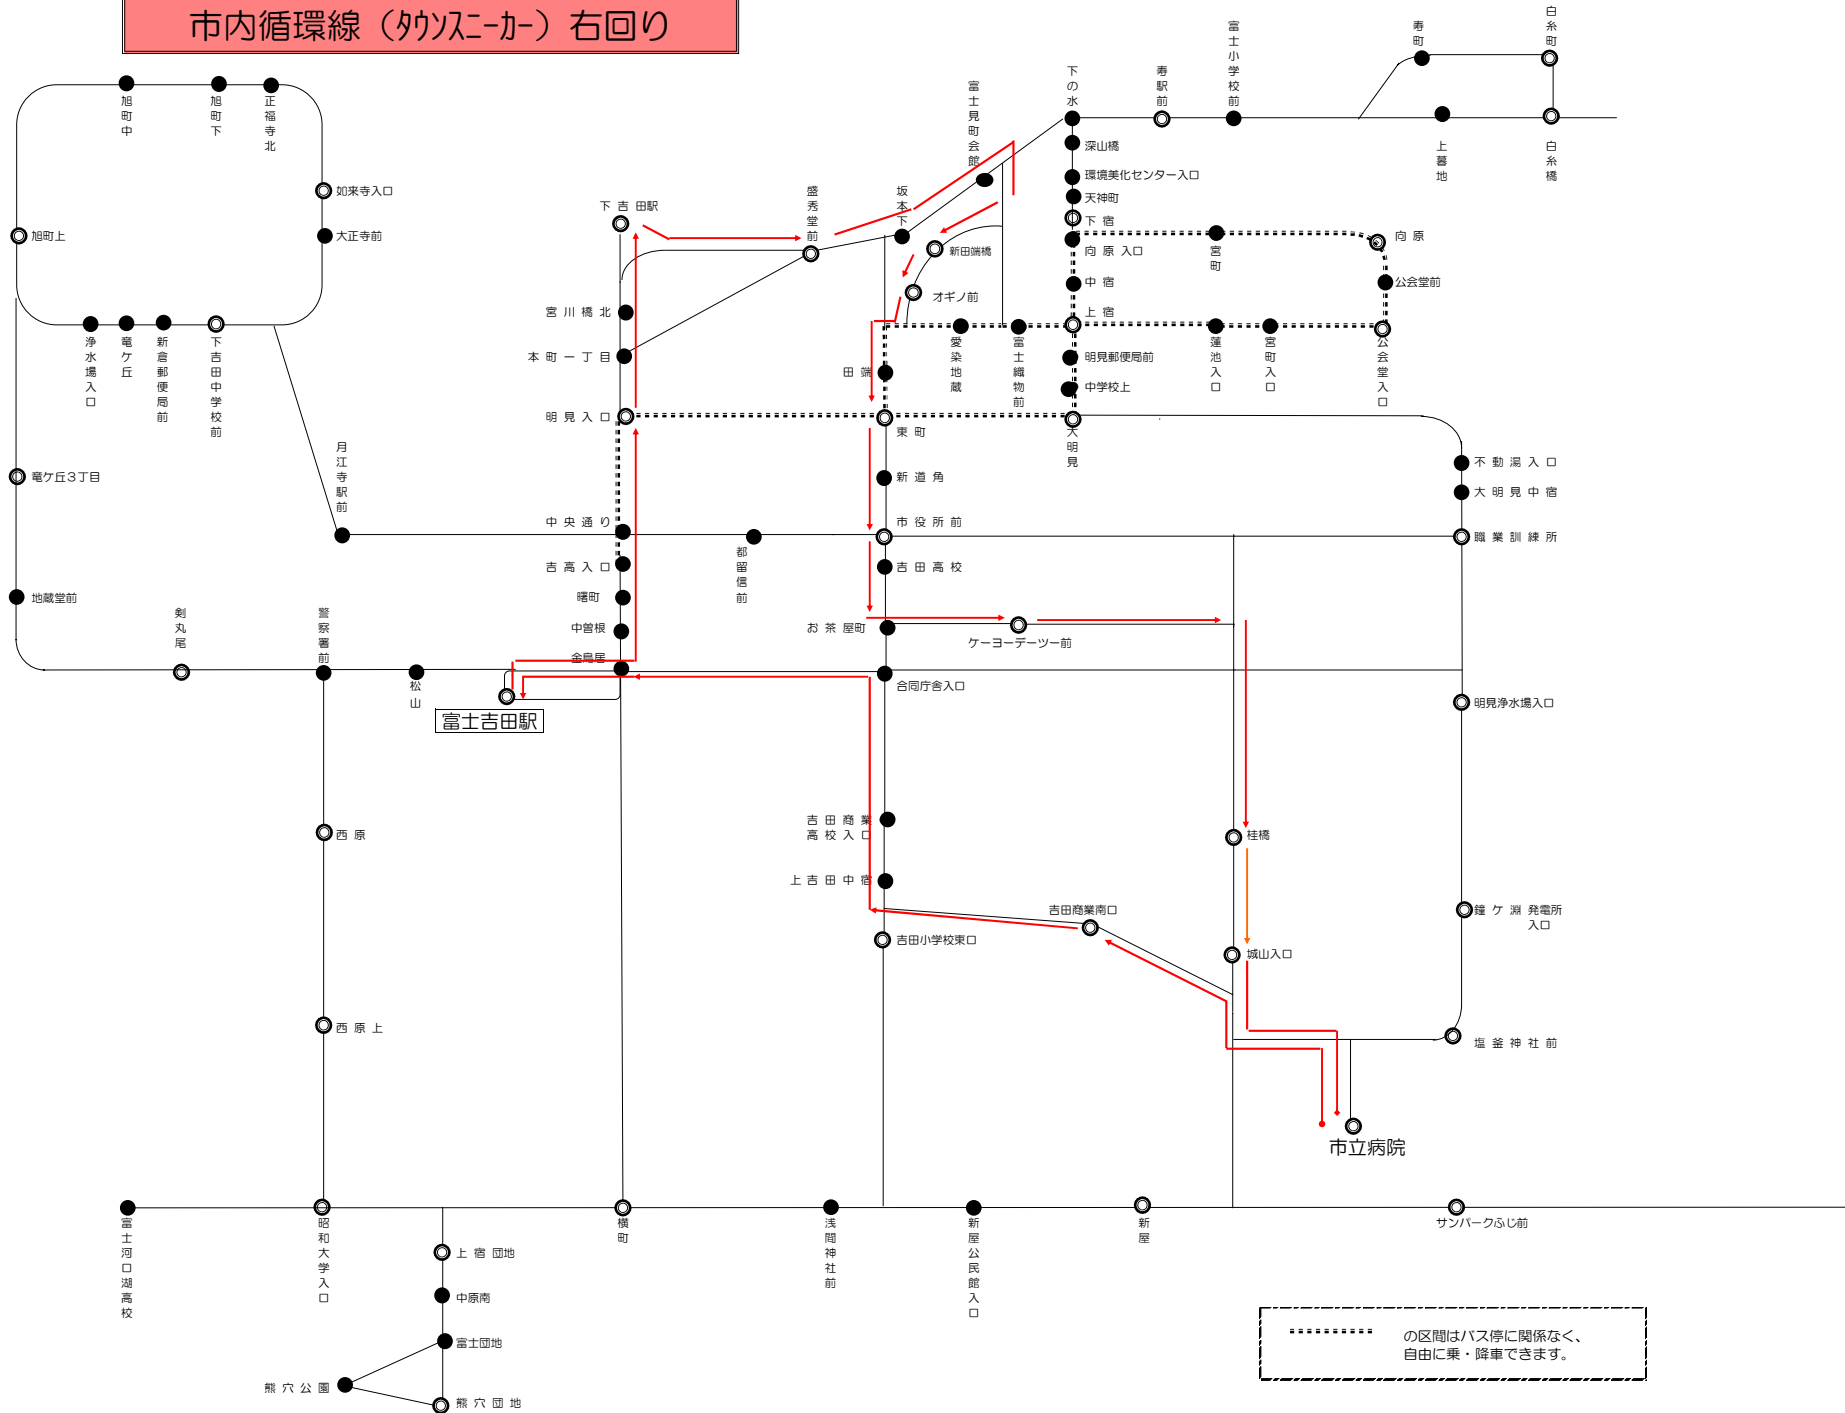 市内循環線（ﾀｳﾝｽﾆｰｶｰ）右回り
白糸町
寿町
富士小学校前
寿駅前
下の水
富士見町会館
旭町中
旭町下
正福寺北
深山橋
上暮地
白糸橋
環境美化センター入口
如来寺入口
盛秀堂前
坂本下
天神町
下吉田駅
下宿
旭町上
大正寺前
新田端橋
向原入口
宮町
向原
中宿
公会堂前
オギノ前
宮川橋北
上宿
浄水場入口
竜ケ丘
新倉郵便局前
下吉田中学校前
本町一丁目
愛染地蔵
富士織物前
明見郵便局前
蓮池入口
宮町入口
公会堂入口
田端
中学校上
明見入口
東町
大明見
月江寺駅前
不動湯入口
竜ケ丘３丁目
新道角
大明見中宿
中央通り
市役所前
職業訓練所
都留信前
吉高入口
吉田高校
地蔵堂前
曙町
剣丸尾
警察署前
中曽根
お茶屋町
ケーヨーデーツー前
金鳥居
松山
合同庁舎入口
明見浄水場入口
富士吉田駅
吉田商業
高校入口
西原
桂橋
上吉田中宿
吉田商業南口
鐘ケ淵発電所
入口
吉田小学校東口
城山入口
西原上
塩釜神社前
市立病院
富士河口湖高校
昭和大学入口
横町
浅間神社前
新屋公民館入口
新屋
サンパークふじ前
上宿団地
中原南
富士団地
熊穴公園
熊穴団地
の区間はバス停に関係なく、
自由に乗・降車できます。